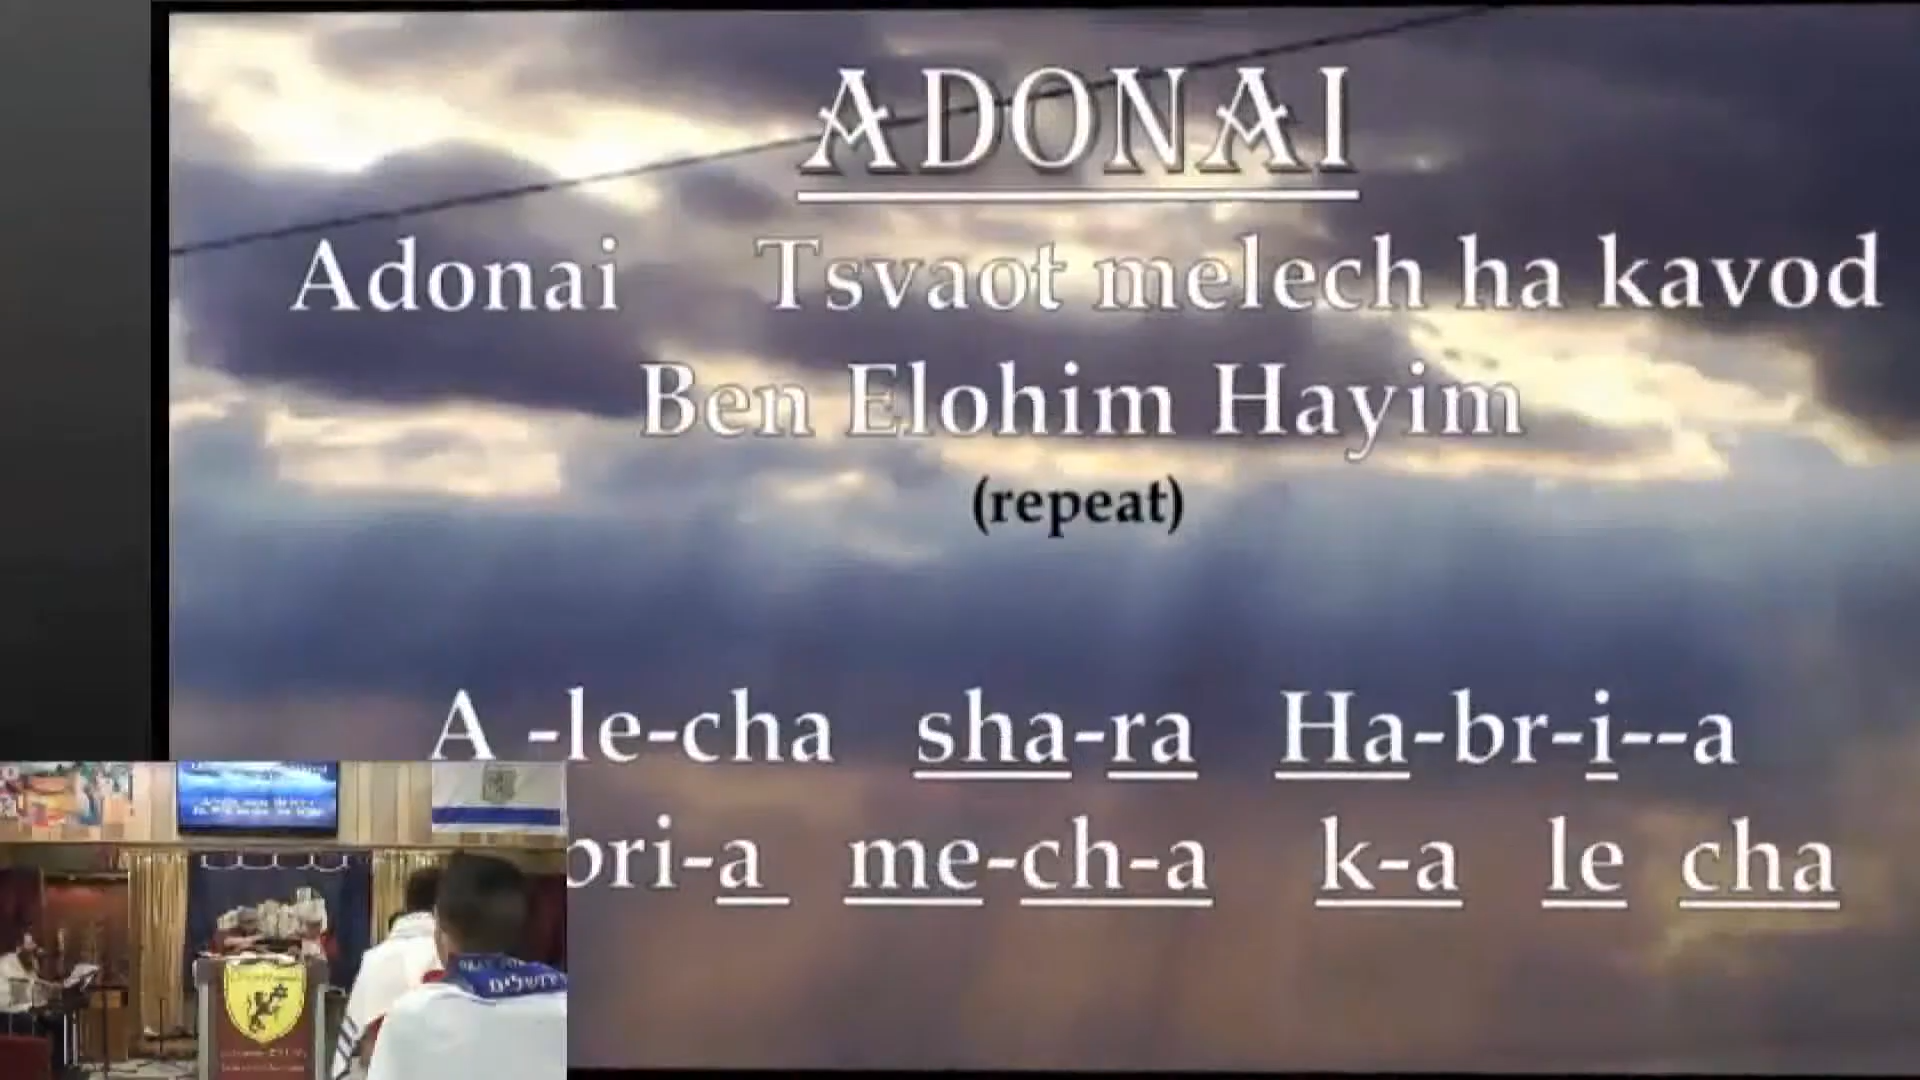 ADONAI
Adonai Tsvaot melech ha kavod
Ben Elohim Hayim
(repeat)
A -le-cha sha-ra Ha-br-i--a
bri-a me-ch-a k-a le cha